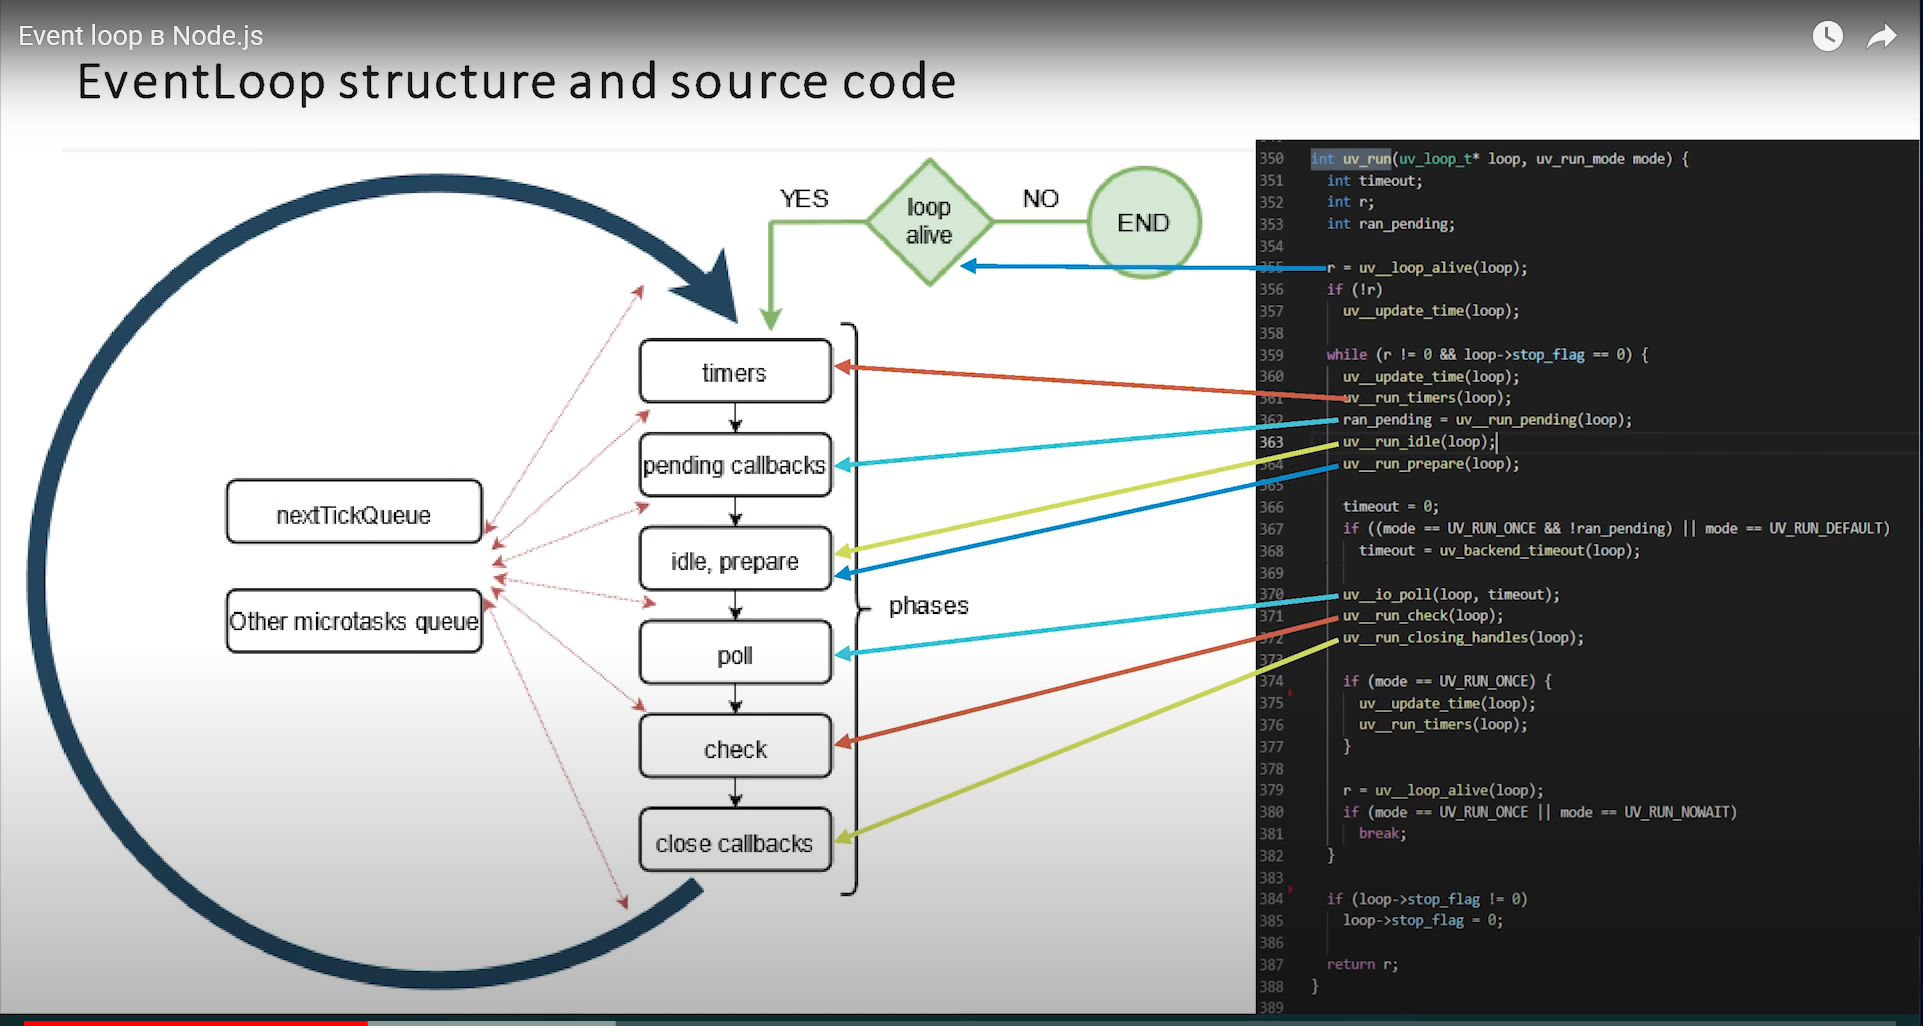 Event loop в Node.js
EventLoop structure and source code
YES
loop
alive
NO
END
timers
pending callbacks
idle, prepare
poll
check
close callbacks
phases
nextTickQueue
Other microtasks queue
350 int uv_run(uv_loop_t* loop, uv_run_mode mode) {
351 int timeout;
352 int r;
353 int ran_pending;
354
355 r = uv__loop_alive(loop);
356 if (!r)
357 uv__update_time(loop);
358
359 while (r != 0 && loop->stop_flag == 0) {
360 uv__update_time(loop);
361 uv__run_timers(loop);
362 ran_pending = uv__run_pending(loop);
363 uv__run_idle(loop);
364 uv__run_prepare(loop);
365
366 timeout = 0;
367 if ((mode == UV_RUN_ONCE && !ran_pending) || mode == UV_RUN_DEFAULT)
368 timeout = uv_backend_timeout(loop);
369
370 uv__io_poll(loop, timeout);
371 uv__run_check(loop);
372 uv__run_closing_handles(loop);
373
374 if (mode == UV_RUN_ONCE) {
375 uv__update_time(loop);
376 uv__run_timers(loop);
377 }
378
379 r = uv__loop_alive(loop);
380 if (mode == UV_RUN_ONCE || mode == UV_RUN_NOWAIT)
381 break;
382 }
383
384 if (loop->stop_flag != 0)
385 loop->stop_flag = 0;
386
387 return r;
388 }
389